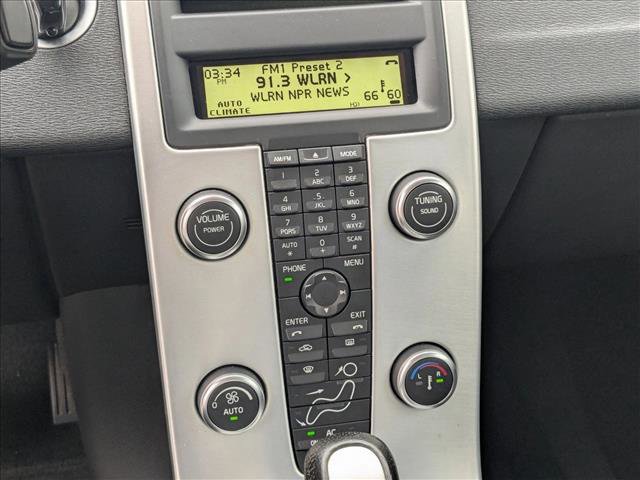 03:34 PM
FM1 Preset 2
91.3 WLRN >
WLRN NPR NEWS
AUTO CLIMATE
66 60
AM/FM MODE
1 2 ABC 3 DEF
4 GHI 5 JKL 6 MNO
7 PQRS 8 TUV 9 WXYZ
AUTO * 0 + SCAN #
VOLUME
POWER
TUNING
SOUND
PHONE MENU
ENTER EXIT
0
AUTO
L R
AC